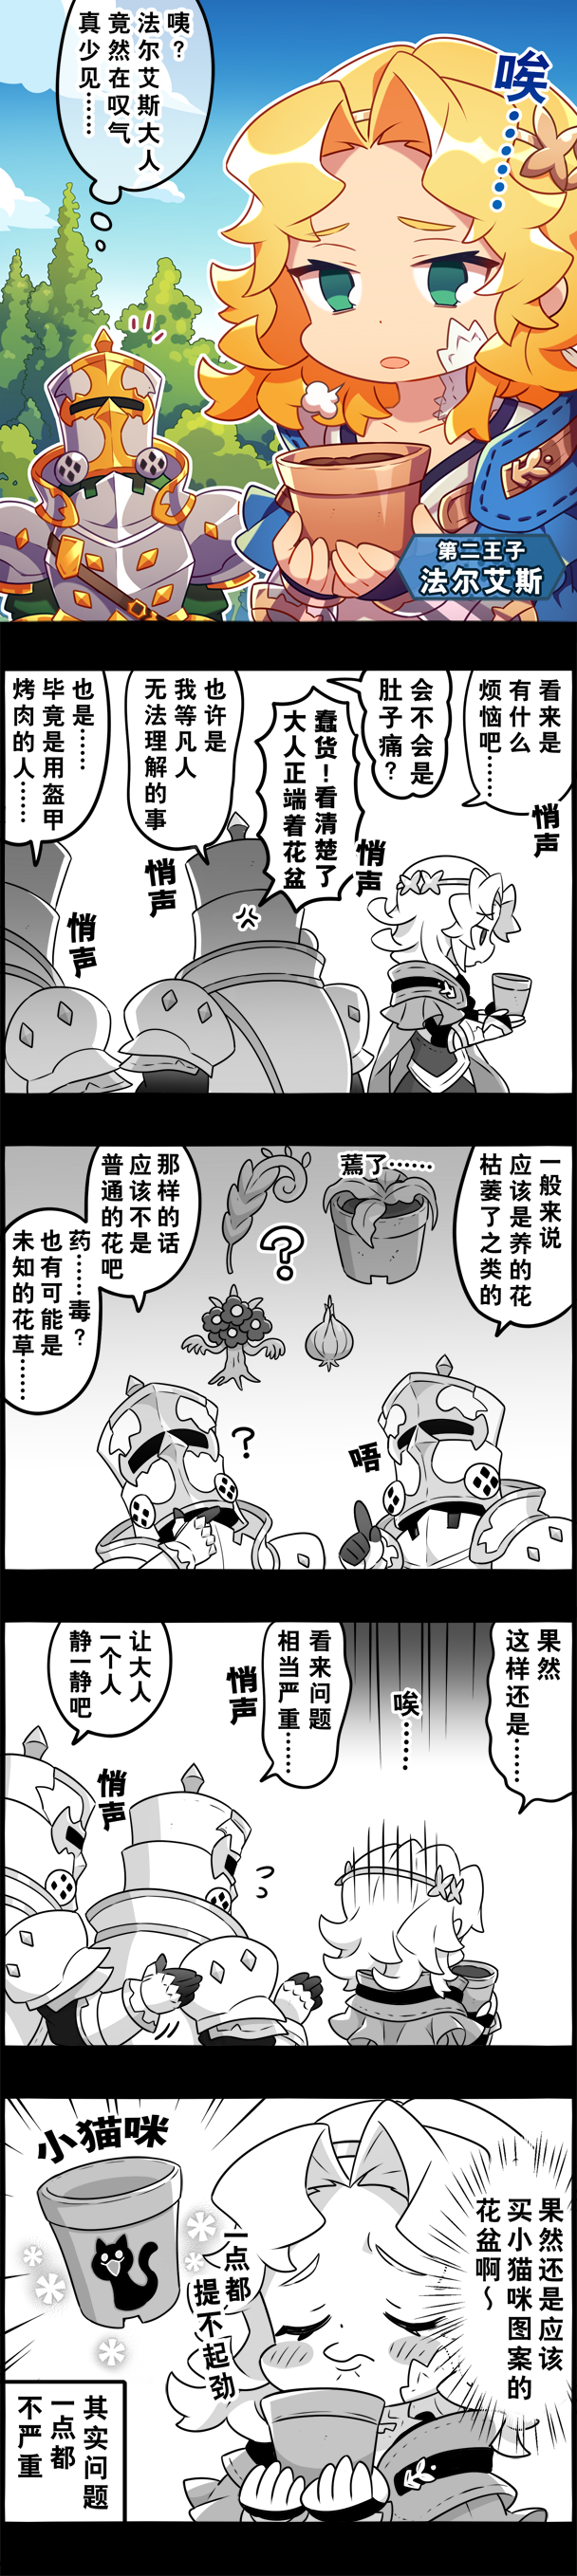 唉……
咦？
法尔艾斯大人
竟然在叹气
真少见……
第二王子
法尔艾斯
看来是
有什么
烦恼吧……
悄声
会不会是
肚子痛？
悄声
蠢货！看清楚了
大人正端着花盆
也许是
我等凡人
无法理解的事
悄声
也是……
毕竟是用盔甲
烤肉的人……
悄声
一般来说
应该是养的花
枯萎了之类的
蔫了……
？
唔
那样的话
应该不是
普通的花吧
？
药……毒？
也有可能是
未知的花草……
果然
这样还是……
唉……
看来问题
相当严重……
悄声
让大人
一个人
静一静吧
悄声
果然还是应该
买小猫咪图案的
花盆啊～
小猫咪
一点都
提不起劲
其实问题
一点都
不严重